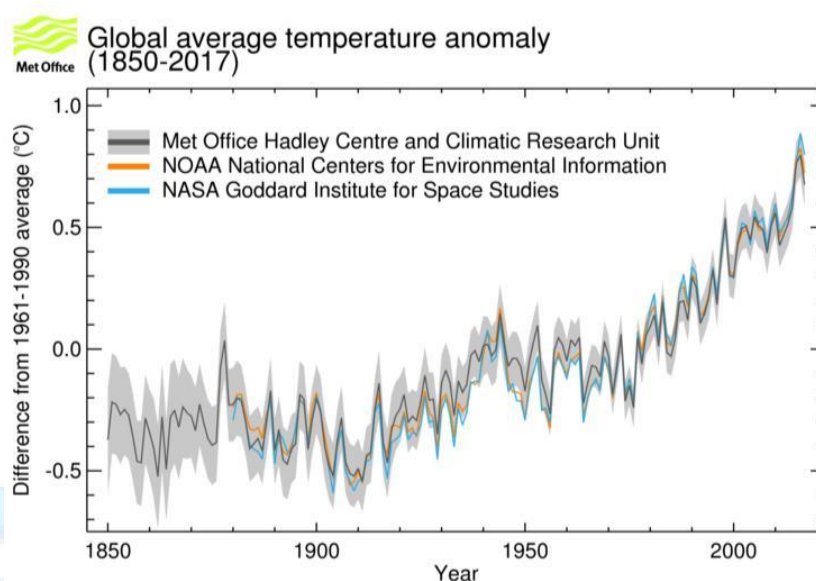 Met Office
Global average temperature anomaly
(1850-2017)
1.0
0.5
0.0
-0.5
Difference from 1961-1990 average (°C)
Met Office Hadley Centre and Climatic Research Unit
NOAA National Centers for Environmental Information
NASA Goddard Institute for Space Studies
1850
1900
1950
2000
Year